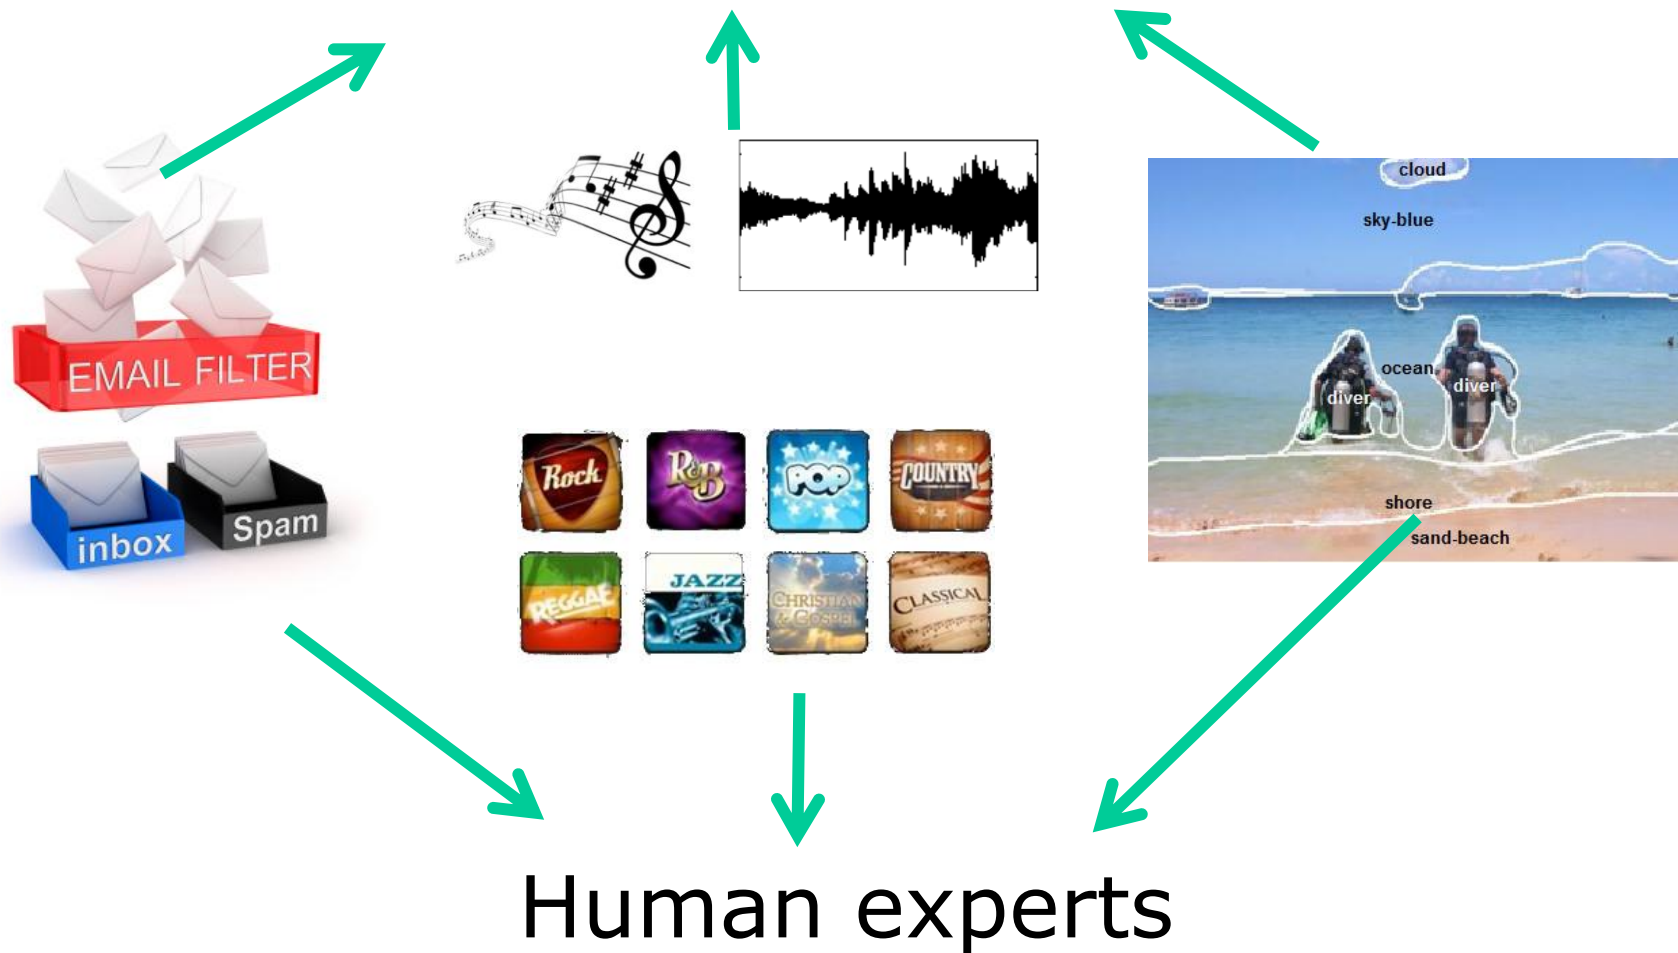 cloud
sky-blue
EMAIL FILTER
ocean
diver
diver
inbox
Spam
Rock
R&B
POP
COUNTRY
REGGAE
JAZZ
CHRISTIAN
& GOSPEL
CLASSICAL
shore
sand-beach
Human experts